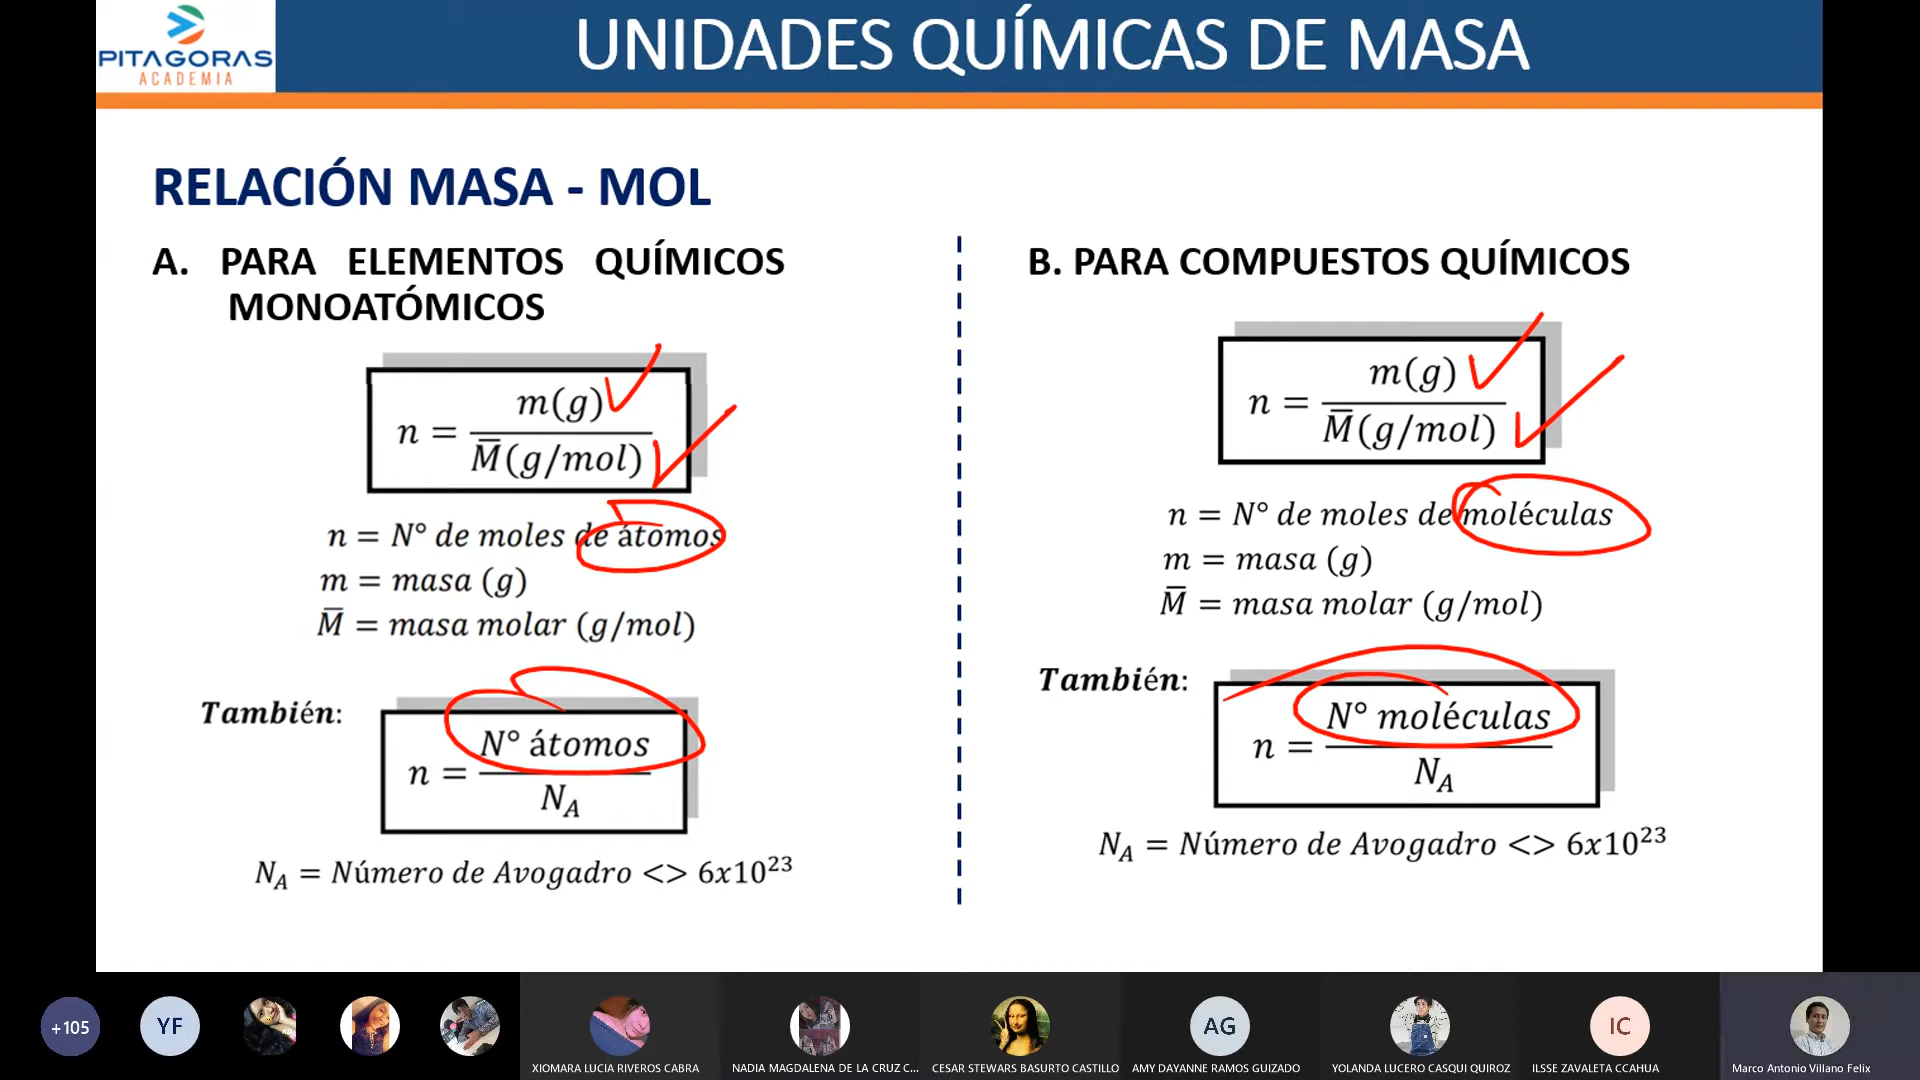 PITAGORAS
ACADEMIA
UNIDADES QUÍMICAS DE MASA
RELACIÓN MASA - MOL
A. PARA ELEMENTOS QUÍMICOS
MONOATÓMICOS
n = m(g) / M̅(g/mol)
n = N° de moles de átomos
m = masa (g)
M̅ = masa molar (g/mol)
También:
n = N° átomos / N_A
N_A = Número de Avogadro <> 6x10²³
B. PARA COMPUESTOS QUÍMICOS
n = m(g) / M̅(g/mol)
n = N° de moles de moléculas
m = masa (g)
M̅ = masa molar (g/mol)
También:
n = N° moléculas / N_A
N_A = Número de Avogadro <> 6x10²³
+105
YF
AG
IC
XIOMARA LUCIA RIVEROS CABRA
NADIA MAGDALENA DE LA CRUZ C...
CESAR STEWARS BASURTO CASTILLO
AMY DAYANNE RAMOS GUIZADO
YOLANDA LUCERO CASQUI QUIROZ
ILSSE ZAVALETA CCAHUA
Marco Antonio Villano Felix